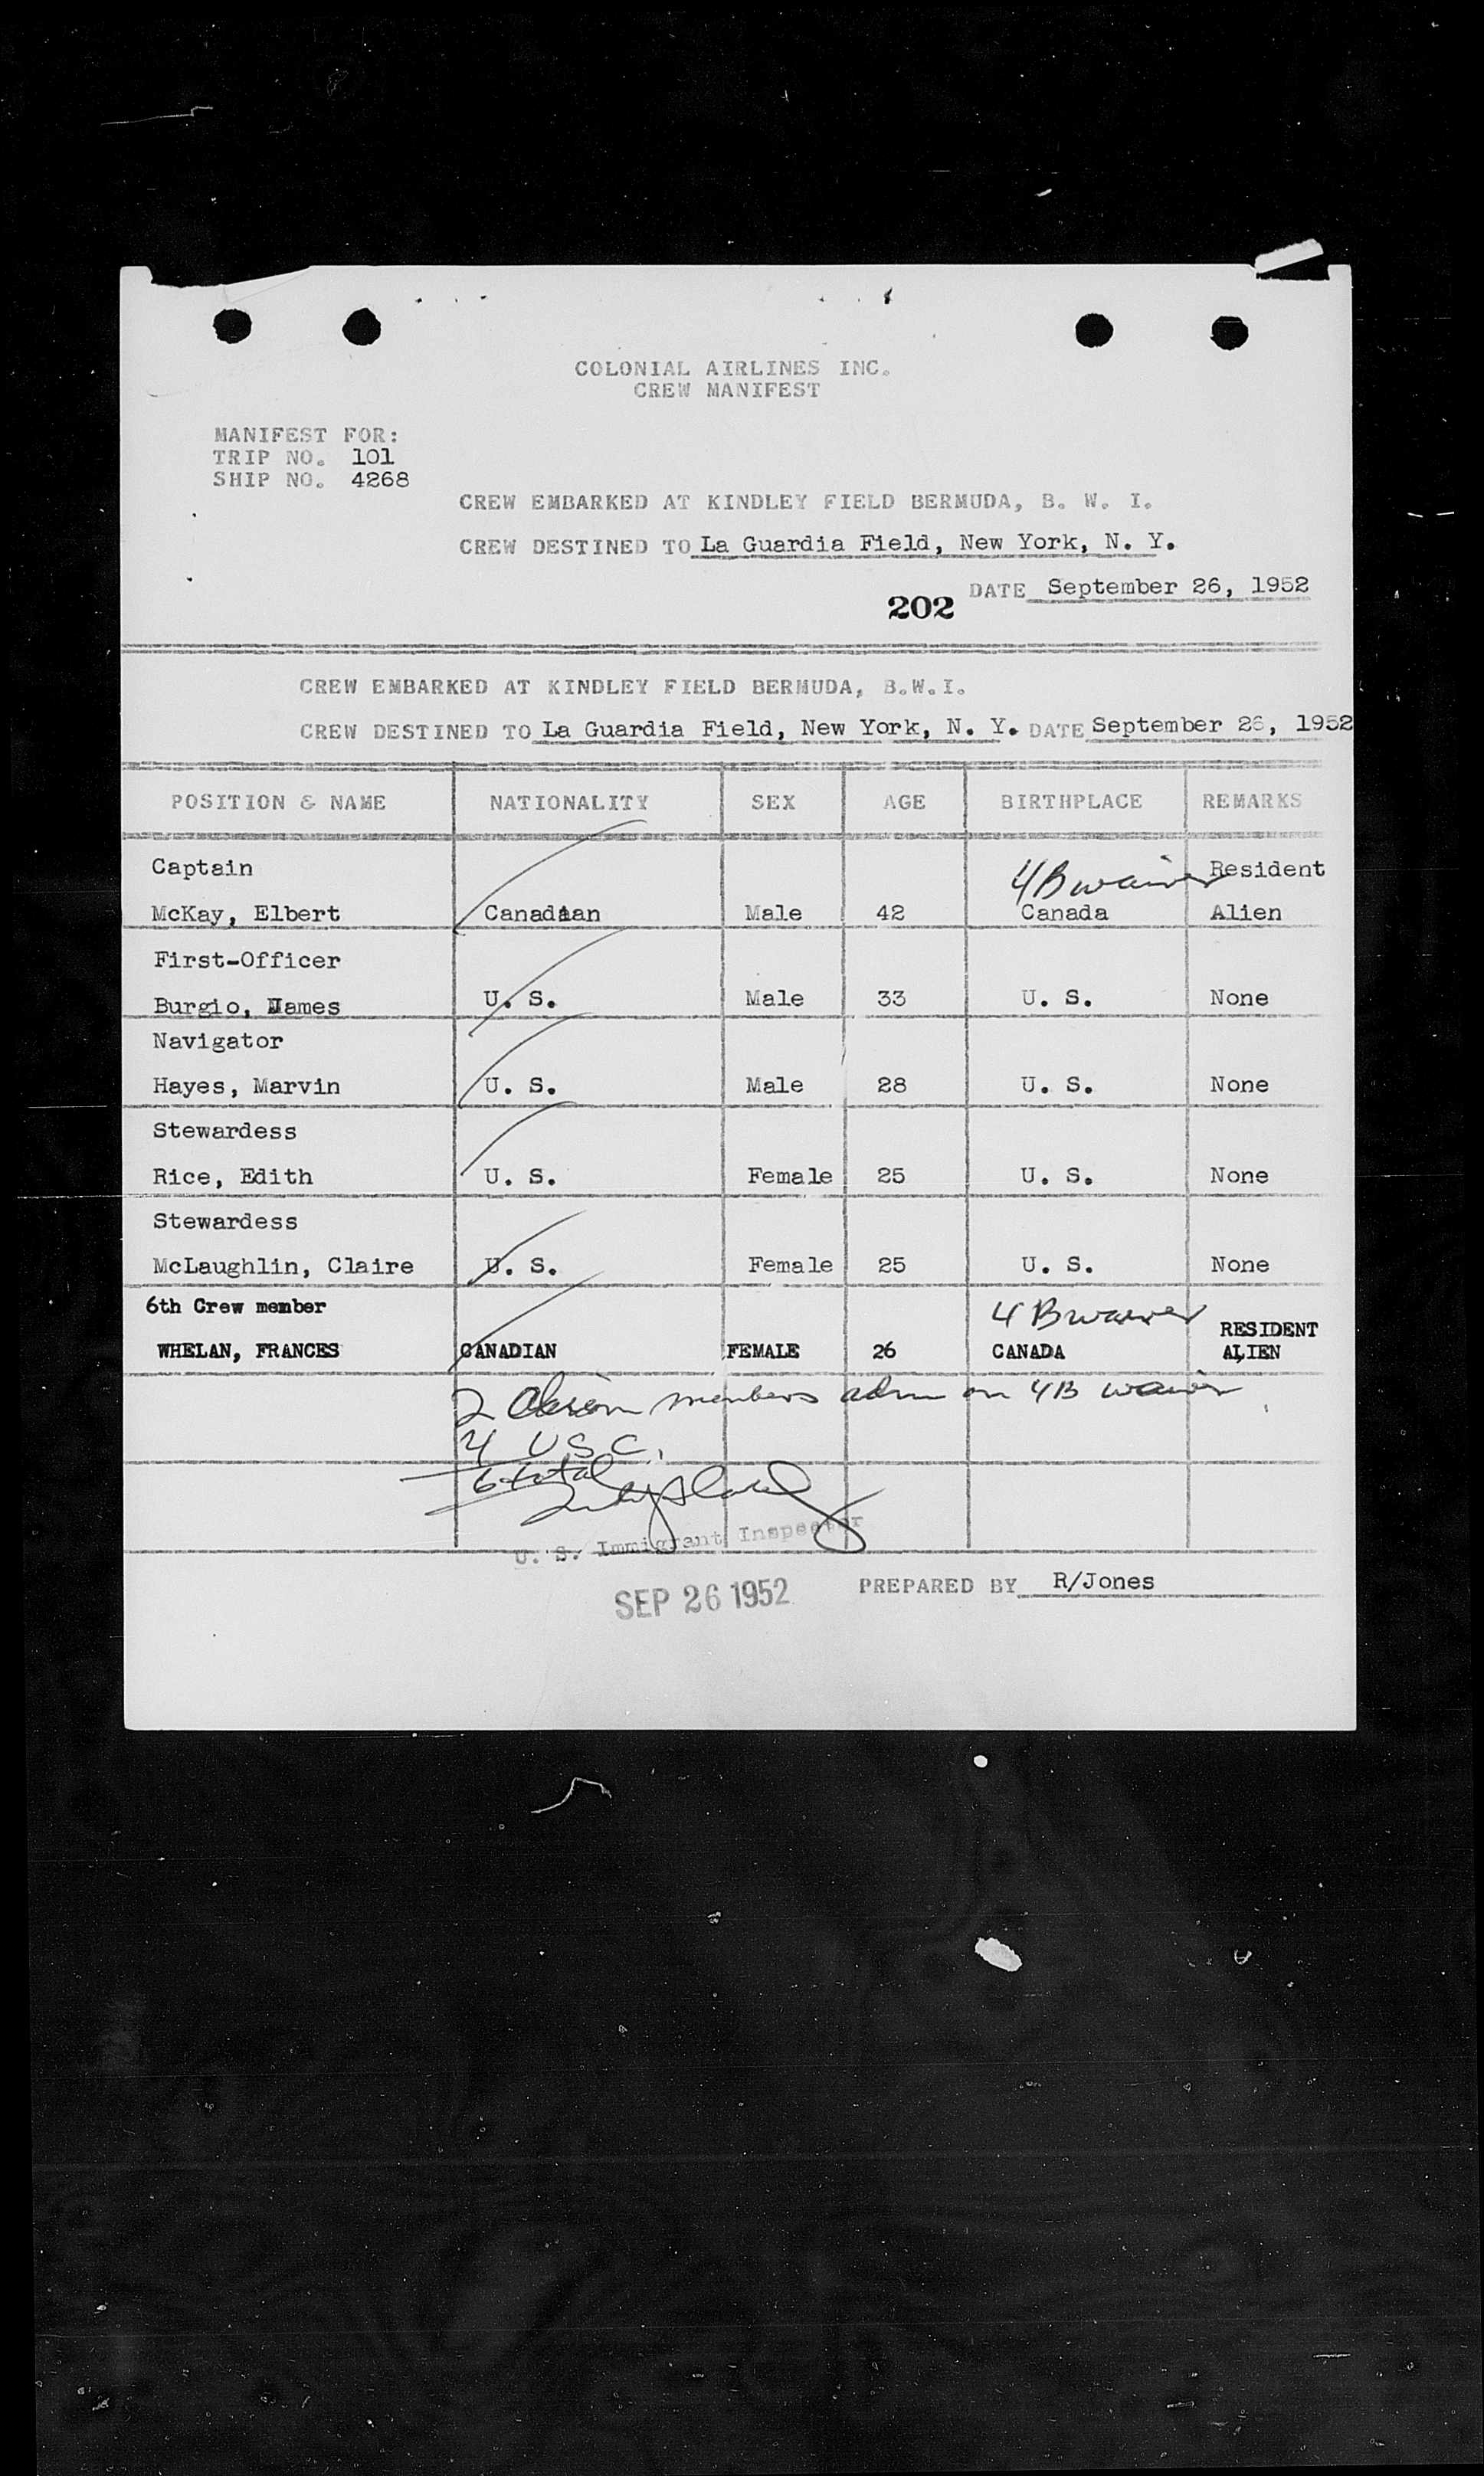 COLONIAL AIRLINES INC.
CREW MANIFEST
MANIFEST FOR:
TRIP NO. 101
SHIP NO. 4268
CREW EMBARKED AT KINDLEY FIELD BERMUDA, B. W. I.
CREW DESTINED TO La Guardia Field, New York, N. Y.
202 DATE September 26, 1952
CREW EMBARKED AT KINDLEY FIELD BERMUDA, B.W.I.
CREW DESTINED TO La Guardia Field, New York, N. Y. DATE September 26, 1952
POSITION & NAME NATIONALITY SEX AGE BIRTHPLACE REMARKS
Captain 4B waiver Resident
McKay, Elbert Canadian Male 42 Canada Alien
First-Officer
Burgio, James U. S. Male 33 U. S. None
Navigator
Hayes, Marvin U. S. Male 28 U. S. None
Stewardess
Rice, Edith U. S. Female 25 U. S. None
Stewardess
McLaughlin, Claire U. S. Female 25 U. S. None
6th Crew member 4 B waiver RESIDENT
WHELAN, FRANCES CANADIAN FEMALE 26 CANADA ALIEN
2 members adm on 4B waiver
4 USC.
6 total
U. S. Immigrant Inspector
SEP 26 1952 PREPARED BY R/Jones